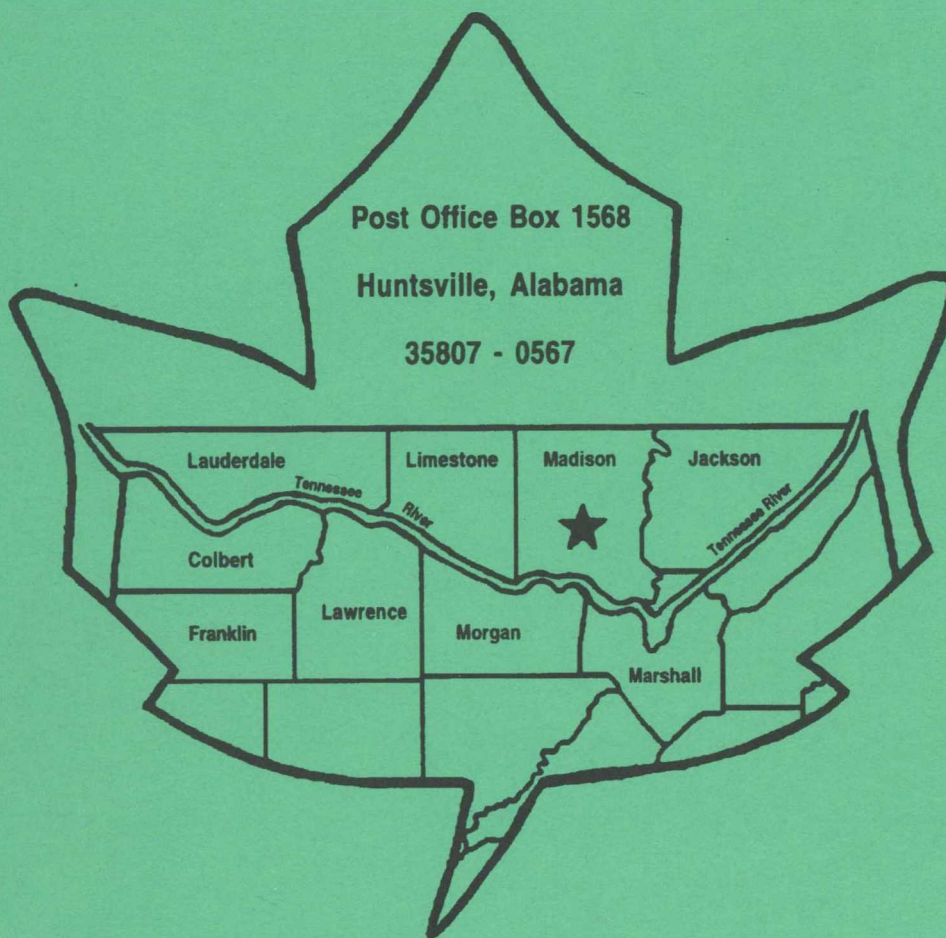 Post Office Box 1568
Huntsville, Alabama
35807 - 0567
Lauderdale
Limestone
Madison
Jackson
Tennessee
River
Tennessee River
Colbert
Lawrence
Franklin
Morgan
Marshall